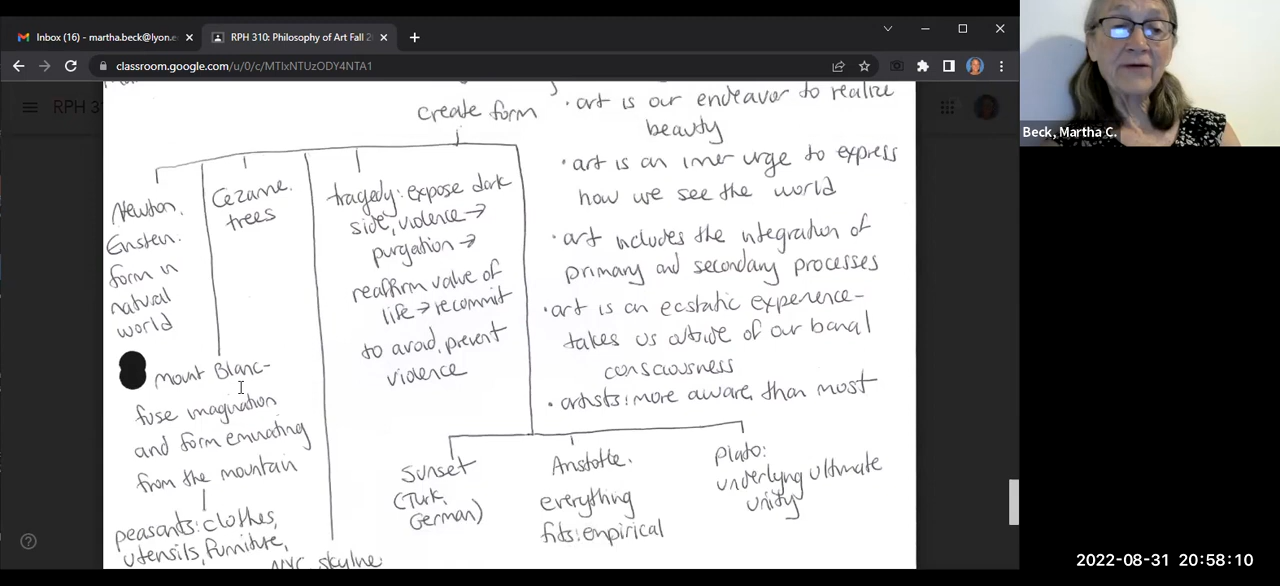 Inbox (16) - martha.beck@lyon.e
RPH 310: Philosophy of Art Fall 2
classroom.google.com/u/0/c/MTIxNTUzODY4NTA1
RPH 3
Beck, Martha C.
create form
Newton.
Ensten.
form in
natural
world
Cezanne.
trees
mount Blanc-
fuse imagination
and form eminating
from the mountain
peasants: clothes,
utensils, furniture,
NYC skyline
tragedy: expose dark
side, violence →
purgation →
reaffirm value of
life → recommit
to avoid, prevent
violence
Sunset
(Turk,
German)
Aristotle.
everything
fits: empirical
Plato:
underlying ultimate
unity
• art is our endeavor to realize
beauty
• art is an inner urge to express
how we see the world
• art includes the integration of
primary and secondary processes
• art is an ecstatic experience-
takes us outside of our banal
consciousness
• artists: more aware than most
2022-08-31 20:58:10